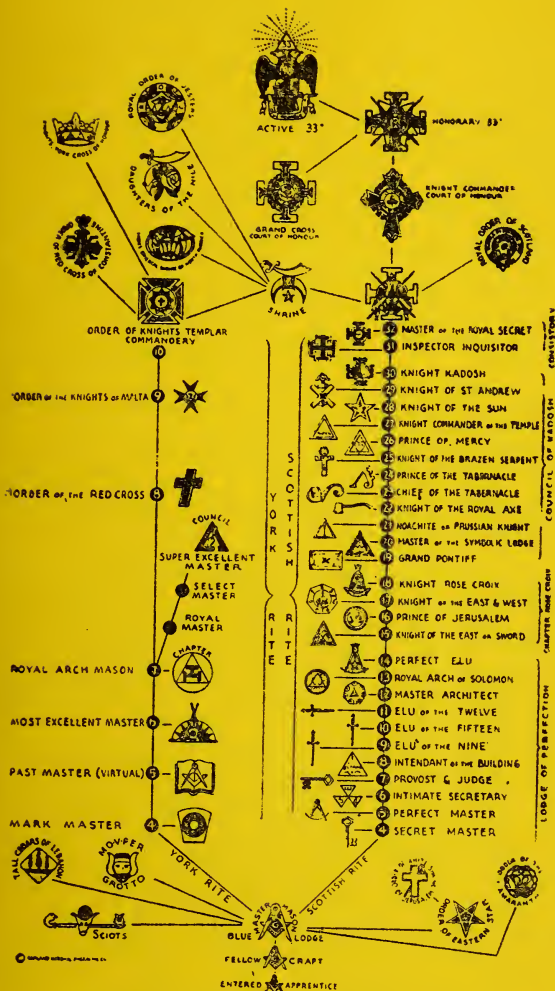 33
ROYAL ORDER OF JESTERS
ACTIVE 33°
HONORARY 33°
YORK CROSS OF HONOUR
DAUGHTERS OF THE NILE
KNIGHT COMMANDER
COURT OF HONOUR
GRAND CROSS
COURT OF HONOUR
ROYAL ORDER OF SCOTLAND
RED CROSS OF CONSTANTINE
SHRINE
ORDER OF KNIGHTS TEMPLAR
COMMANDERY
10
9 ORDER OF THE KNIGHTS OF MALTA
8 ORDER OF THE RED CROSS
COUNCIL
SUPER EXCELLENT
MASTER
SELECT
MASTER
ROYAL
MASTER
ROYAL ARCH MASON 7 CHAPTER
MOST EXCELLENT MASTER 6
PAST MASTER (VIRTUAL) 5
MARK MASTER 4
YORK RITE
SCOTTISH RITE
32 MASTER OF THE ROYAL SECRET
31 INSPECTOR INQUISITOR
CONSISTORY
30 KNIGHT KADOSH
29 KNIGHT OF ST ANDREW
28 KNIGHT OF THE SUN
27 KNIGHT COMMANDER OF THE TEMPLE
26 PRINCE OF MERCY
25 KNIGHT OF THE BRAZEN SERPENT
24 PRINCE OF THE TABARNACLE
23 CHIEF OF THE TABERNACLE
22 KNIGHT OF THE ROYAL AXE
21 NOACHITE OR PRUSSIAN KNIGHT
20 MASTER OF THE SYMBOLIC LODGE
19 GRAND PONTIFF
COUNCIL OF KADOSH
18 KNIGHT ROSE CROIX
17 KNIGHT OF THE EAST & WEST
16 PRINCE OF JERUSALEM
15 KNIGHT OF THE EAST OR SWORD
CHAPTER ROSE CROIX
14 PERFECT ELU
13 ROYAL ARCH OF SOLOMON
12 MASTER ARCHITECT
11 ELU OF THE TWELVE
10 ELU OF THE FIFTEEN
9 ELU OF THE NINE
8 INTENDANT OF THE BUILDING
7 PROVOST & JUDGE
6 INTIMATE SECRETARY
5 PERFECT MASTER
4 SECRET MASTER
LODGE OF PERFECTION
YORK RITE
SCOTTISH RITE
TALL CEDARS OF LEBANON
MOVPER
GROTTO
SCIOTS
MASTER MASON
BLUE LODGE
ORDER OF EASTERN STAR
ORDER OF THE AMARANTH
FELLOW CRAFT
ENTERED APPRENTICE